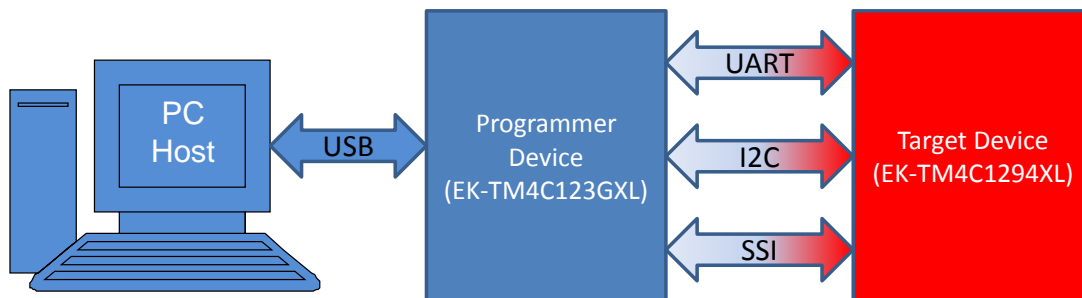 PC
Host
USB
Programmer
Device
(EK-TM4C123GXL)
UART
I2C
SSI
Target Device
(EK-TM4C1294XL)